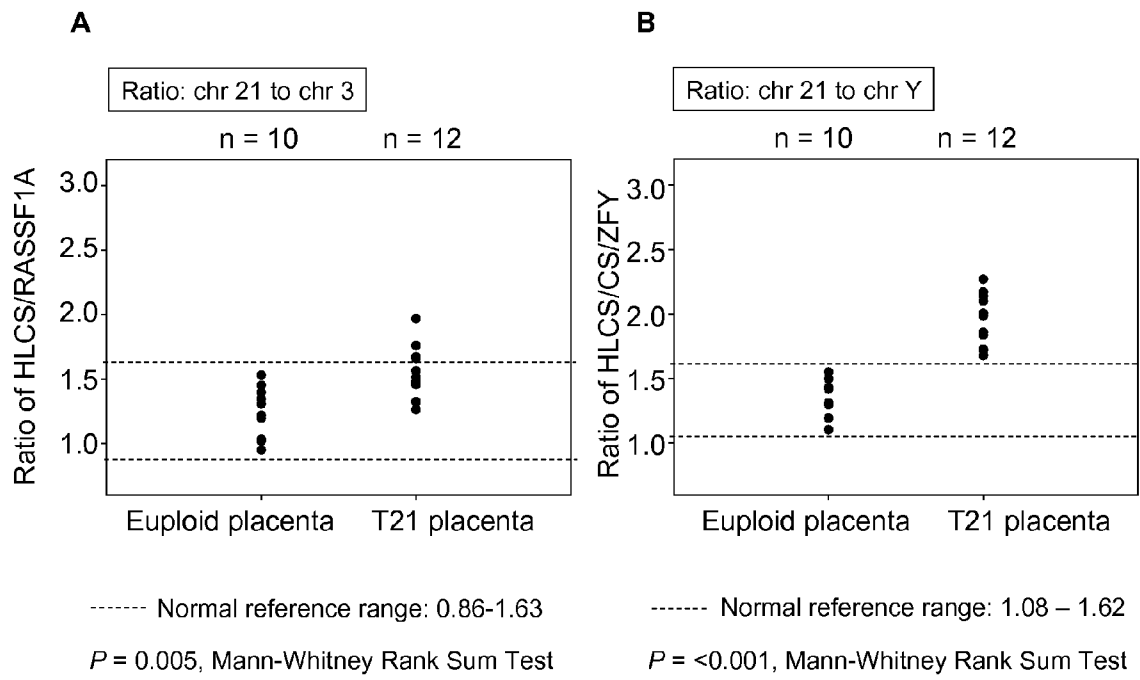 A
Ratio: chr 21 to chr 3
n = 10
n = 12
Ratio of HLCS/RASSF1A
3.0
2.5
2.0
1.5
1.0
Euploid placenta
T21 placenta
Normal reference range: 0.86-1.63
P = 0.005, Mann-Whitney Rank Sum Test
B
Ratio: chr 21 to chr Y
n = 10
n = 12
Ratio of HLCS/CS/ZFY
3.0
2.5
2.0
1.5
1.0
Euploid placenta
T21 placenta
Normal reference range: 1.08 – 1.62
P = <0.001, Mann-Whitney Rank Sum Test